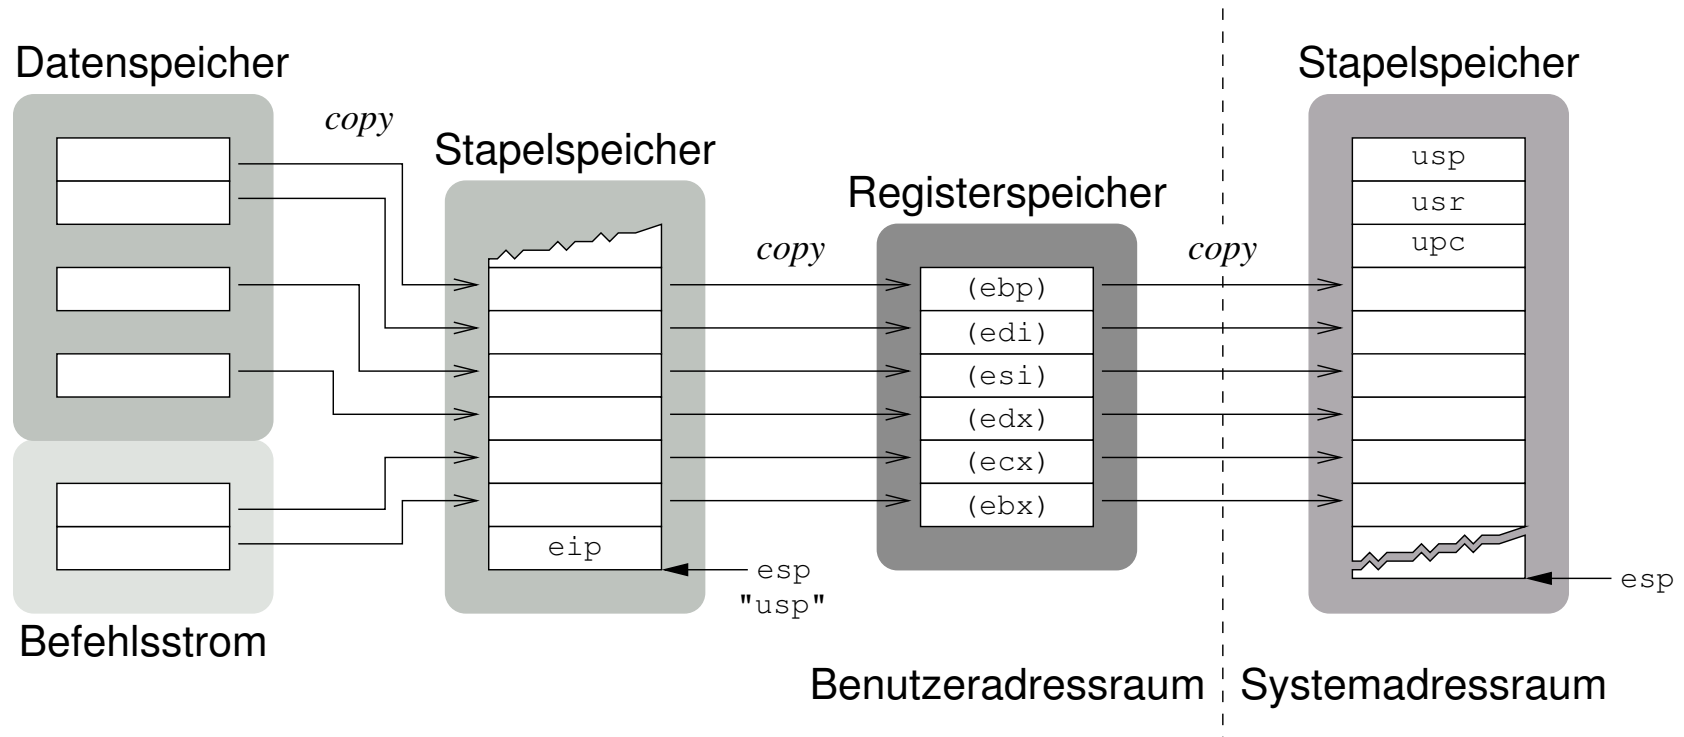 Datenspeicher
copy
Stapelspeicher
eip
esp
"usp"
Befehlsstrom
copy
Registerspeicher
(ebp)
(edi)
(esi)
(edx)
(ecx)
(ebx)
copy
Stapelspeicher
usp
usr
upc
esp
Benutzeradressraum
Systemadressraum